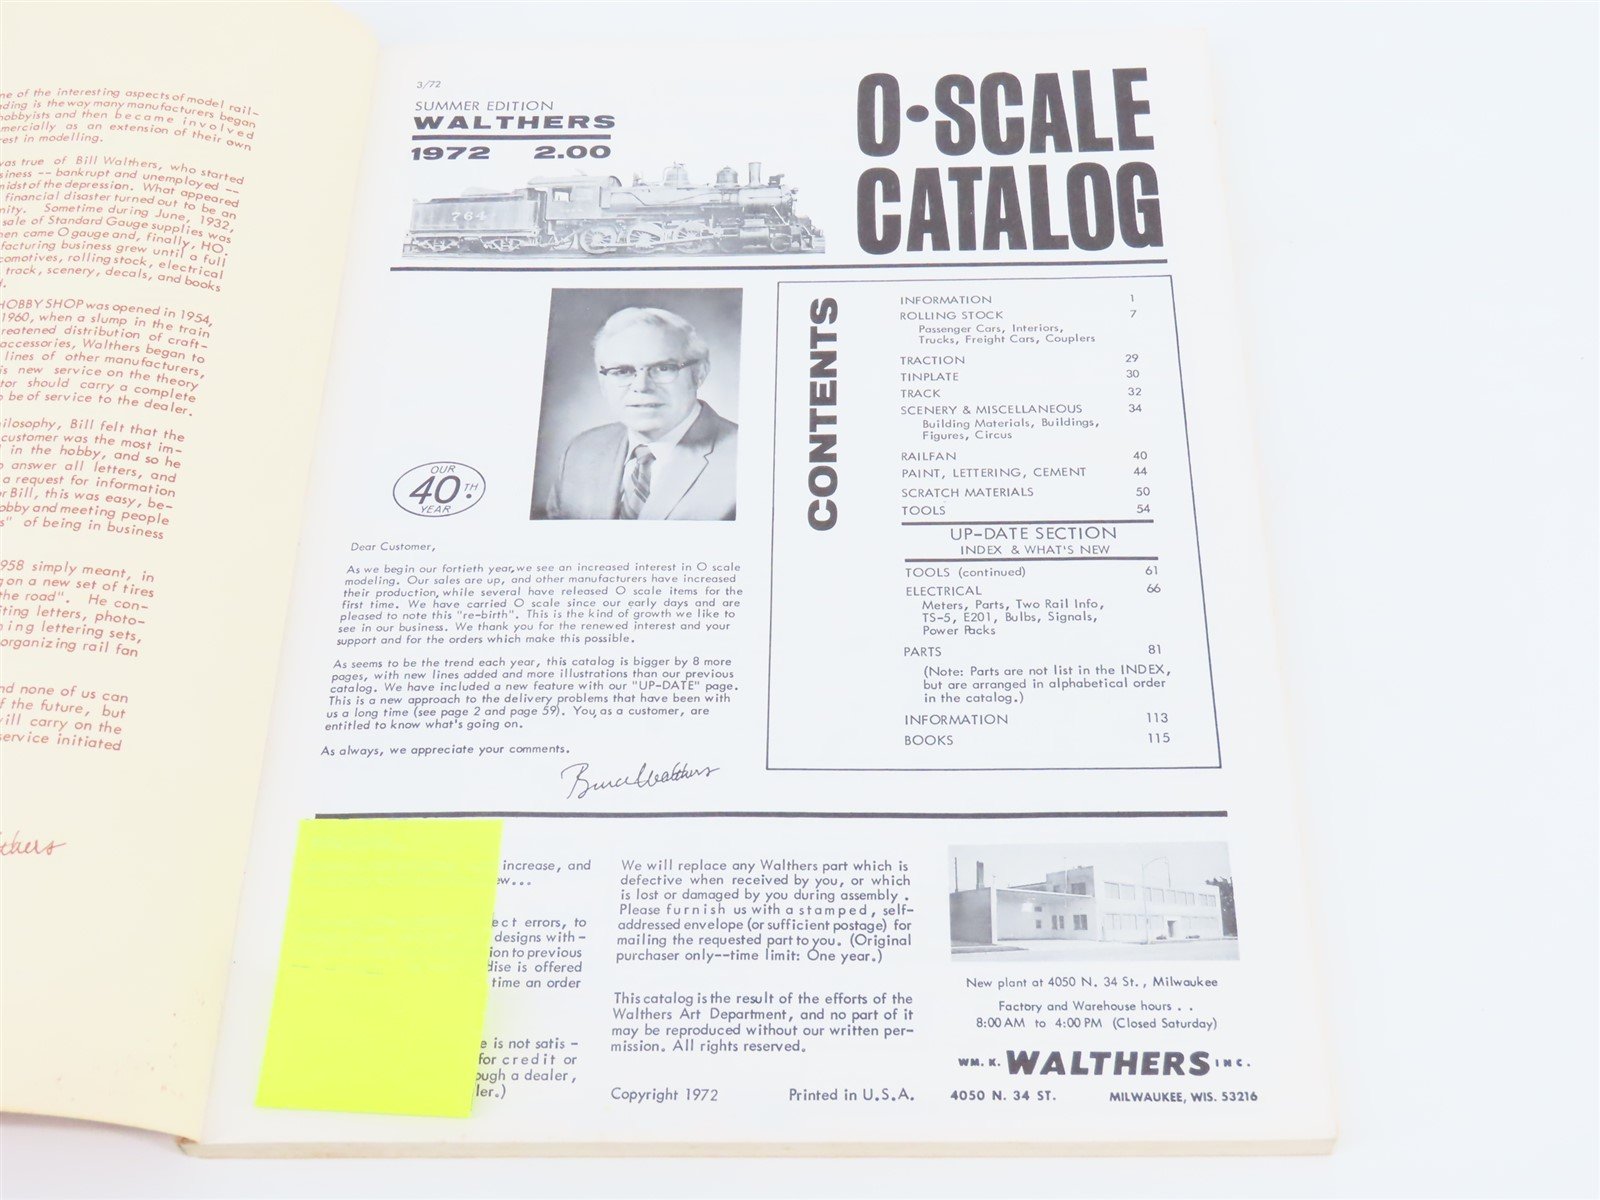 ne of the interesting aspects of model rail-
ding is the way many manufacturers began
hobbyists and then became involved
mercially as an extension of their own
rest in modelling.
was true of Bill Walthers, who started
siness -- bankrupt and unemployed --
midst of the depression. What appeared
financial disaster turned out to be an
nity. Sometime during June, 1932,
sale of Standard Gauge supplies was
hen came O gauge and, finally, HO.
facturing business grew until a full
comotives, rolling stock, electrical
track, scenery, decals, and books
d.
HOBBY SHOP was opened in 1954,
1960, when a slump in the train
reatened distribution of craft-
accessories, Walthers began to
lines of other manufacturers,
is new service on the theory
tor should carry a complete
o be of service to the dealer.
ilosophy, Bill felt that the
customer was the most im-
l in the hobby, and so he
o answer all letters, and
a request for information
or Bill, this was easy, be-
obby and meeting people
s" of being in business
958 simply meant, in
g on a new set of tires
the road". He con-
iting letters, photo-
ning lettering sets,
organizing rail fan
nd none of us can
f the future, but
will carry on the
service initiated
thers
3/72
SUMMER EDITION
WALTHERS
1972 2.00
764
O•SCALE
CATALOG
OUR
40TH
YEAR
Dear Customer,
As we begin our fortieth year, we see an increased interest in O scale
modeling. Our sales are up, and other manufacturers have increased
their production, while several have released O scale items for the
first time. We have carried O scale since our early days and are
pleased to note this "re-birth". This is the kind of growth we like to
see in our business. We thank you for the renewed interest and your
support and for the orders which make this possible.
As seems to be the trend each year, this catalog is bigger by 8 more
pages, with new lines added and more illustrations than our previous
catalog. We have included a new feature with our "UP-DATE" page.
This is a new approach to the delivery problems that have been with
us a long time (see page 2 and page 59). You, as a customer, are
entitled to know what's going on.
As always, we appreciate your comments.
Bruce Walthers
CONTENTS
INFORMATION 1
ROLLING STOCK 7
Passenger Cars, Interiors,
Trucks, Freight Cars, Couplers
TRACTION 29
TINPLATE 30
TRACK 32
SCENERY & MISCELLANEOUS 34
Building Materials, Buildings,
Figures, Circus
RAILFAN 40
PAINT, LETTERING, CEMENT 44
SCRATCH MATERIALS 50
TOOLS 54
UP-DATE SECTION
INDEX & WHAT'S NEW
TOOLS (continued) 61
ELECTRICAL 66
Meters, Parts, Two Rail Info,
TS-5, E201, Bulbs, Signals,
Power Packs
PARTS 81
(Note: Parts are not list in the INDEX,
but are arranged in alphabetical order
in the catalog.)
INFORMATION 113
BOOKS 115
increase, and
ew...
ect errors, to
designs with-
ion to previous
dise is offered
time an order
e is not satis-
for credit or
ough a dealer,
ler.)
We will replace any Walthers part which is
defective when received by you, or which
is lost or damaged by you during assembly .
Please furnish us with a stamped, self-
addressed envelope (or sufficient postage) for
mailing the requested part to you. (Original
purchaser only--time limit: One year.)
This catalog is the result of the efforts of the
Walthers Art Department, and no part of it
may be reproduced without our written per-
mission. All rights reserved.
Copyright 1972 Printed in U.S.A.
New plant at 4050 N. 34 St., Milwaukee
Factory and Warehouse hours . .
8:00 AM to 4:00 PM (Closed Saturday)
WM. K. WALTHERS INC.
4050 N. 34 ST. MILWAUKEE, WIS. 53216